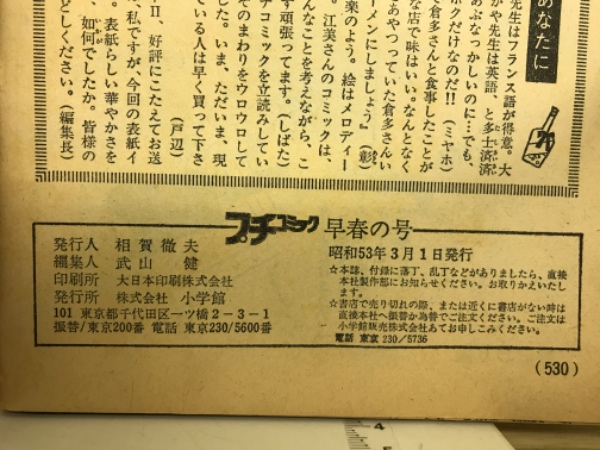 あなたに
先生はフランス語が得意。大
がや先生は英語、と多士済済
あぶなっかしいのに…でも、
ボクだけなのだ!!(ミヤホ)
で倉多さんと食事したことが
な店で味はいい。なんとなく
あやつっていた倉多さんい
ーメンにしましょう』(彰)
楽のよう。絵はメロディー
。江美さんのコミックは、
んなことを考えながら、こ
す頑張ってます。(しばた)
チコミックを立読みしてい
そのまわりをウロウロして
した。いま、ただいま、現
ている人は早く買って下さ
(戸辺)
II、好評にこたえてお送
、私ですが、今回の表紙イ
。表紙らしい華やかさを
、如何でしたか。皆様の
どしください。(編集長)
プチコミック 早春の号
発行人 相賀徹夫
編集人 武山 健
印刷所 大日本印刷株式会社
発行所 株式会社 小学館
101 東京都千代田区一ツ橋2-3-1
振替/東京200番 電話 東京230/5600番
昭和53年3月1日発行
☆本誌、付録に落丁、乱丁などがありましたら、直接
本社製作部にお知らせください。お取りかえいたし
ます。
☆書店で売り切れの際、または近くに書店がない時は
直接本社へ振替か為替でご注文ください。ご注文は
小学館販売株式会社あてお申しこみください。
電話 東京 230/5736
(530)
4